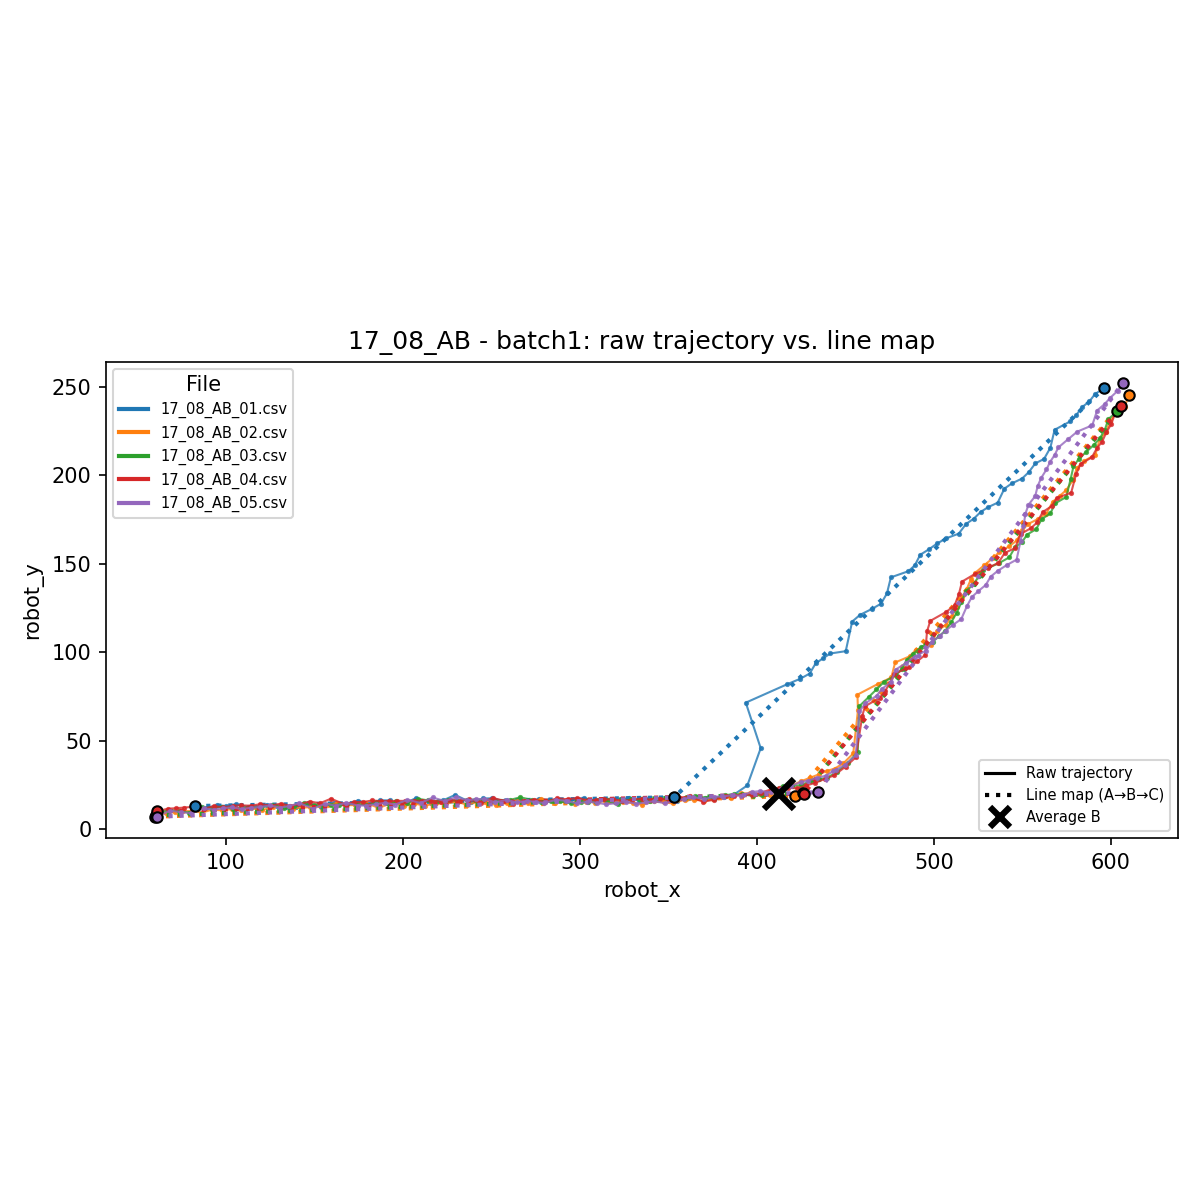 17_08_AB - batch1: raw trajectory vs. line map
File
17_08_AB_01.csv
17_08_AB_02.csv
17_08_AB_03.csv
17_08_AB_04.csv
17_08_AB_05.csv
250
200
150
100
50
0
robot_y
Raw trajectory
Line map (A→B→C)
Average B
100 200 300 400 500 600
robot_x